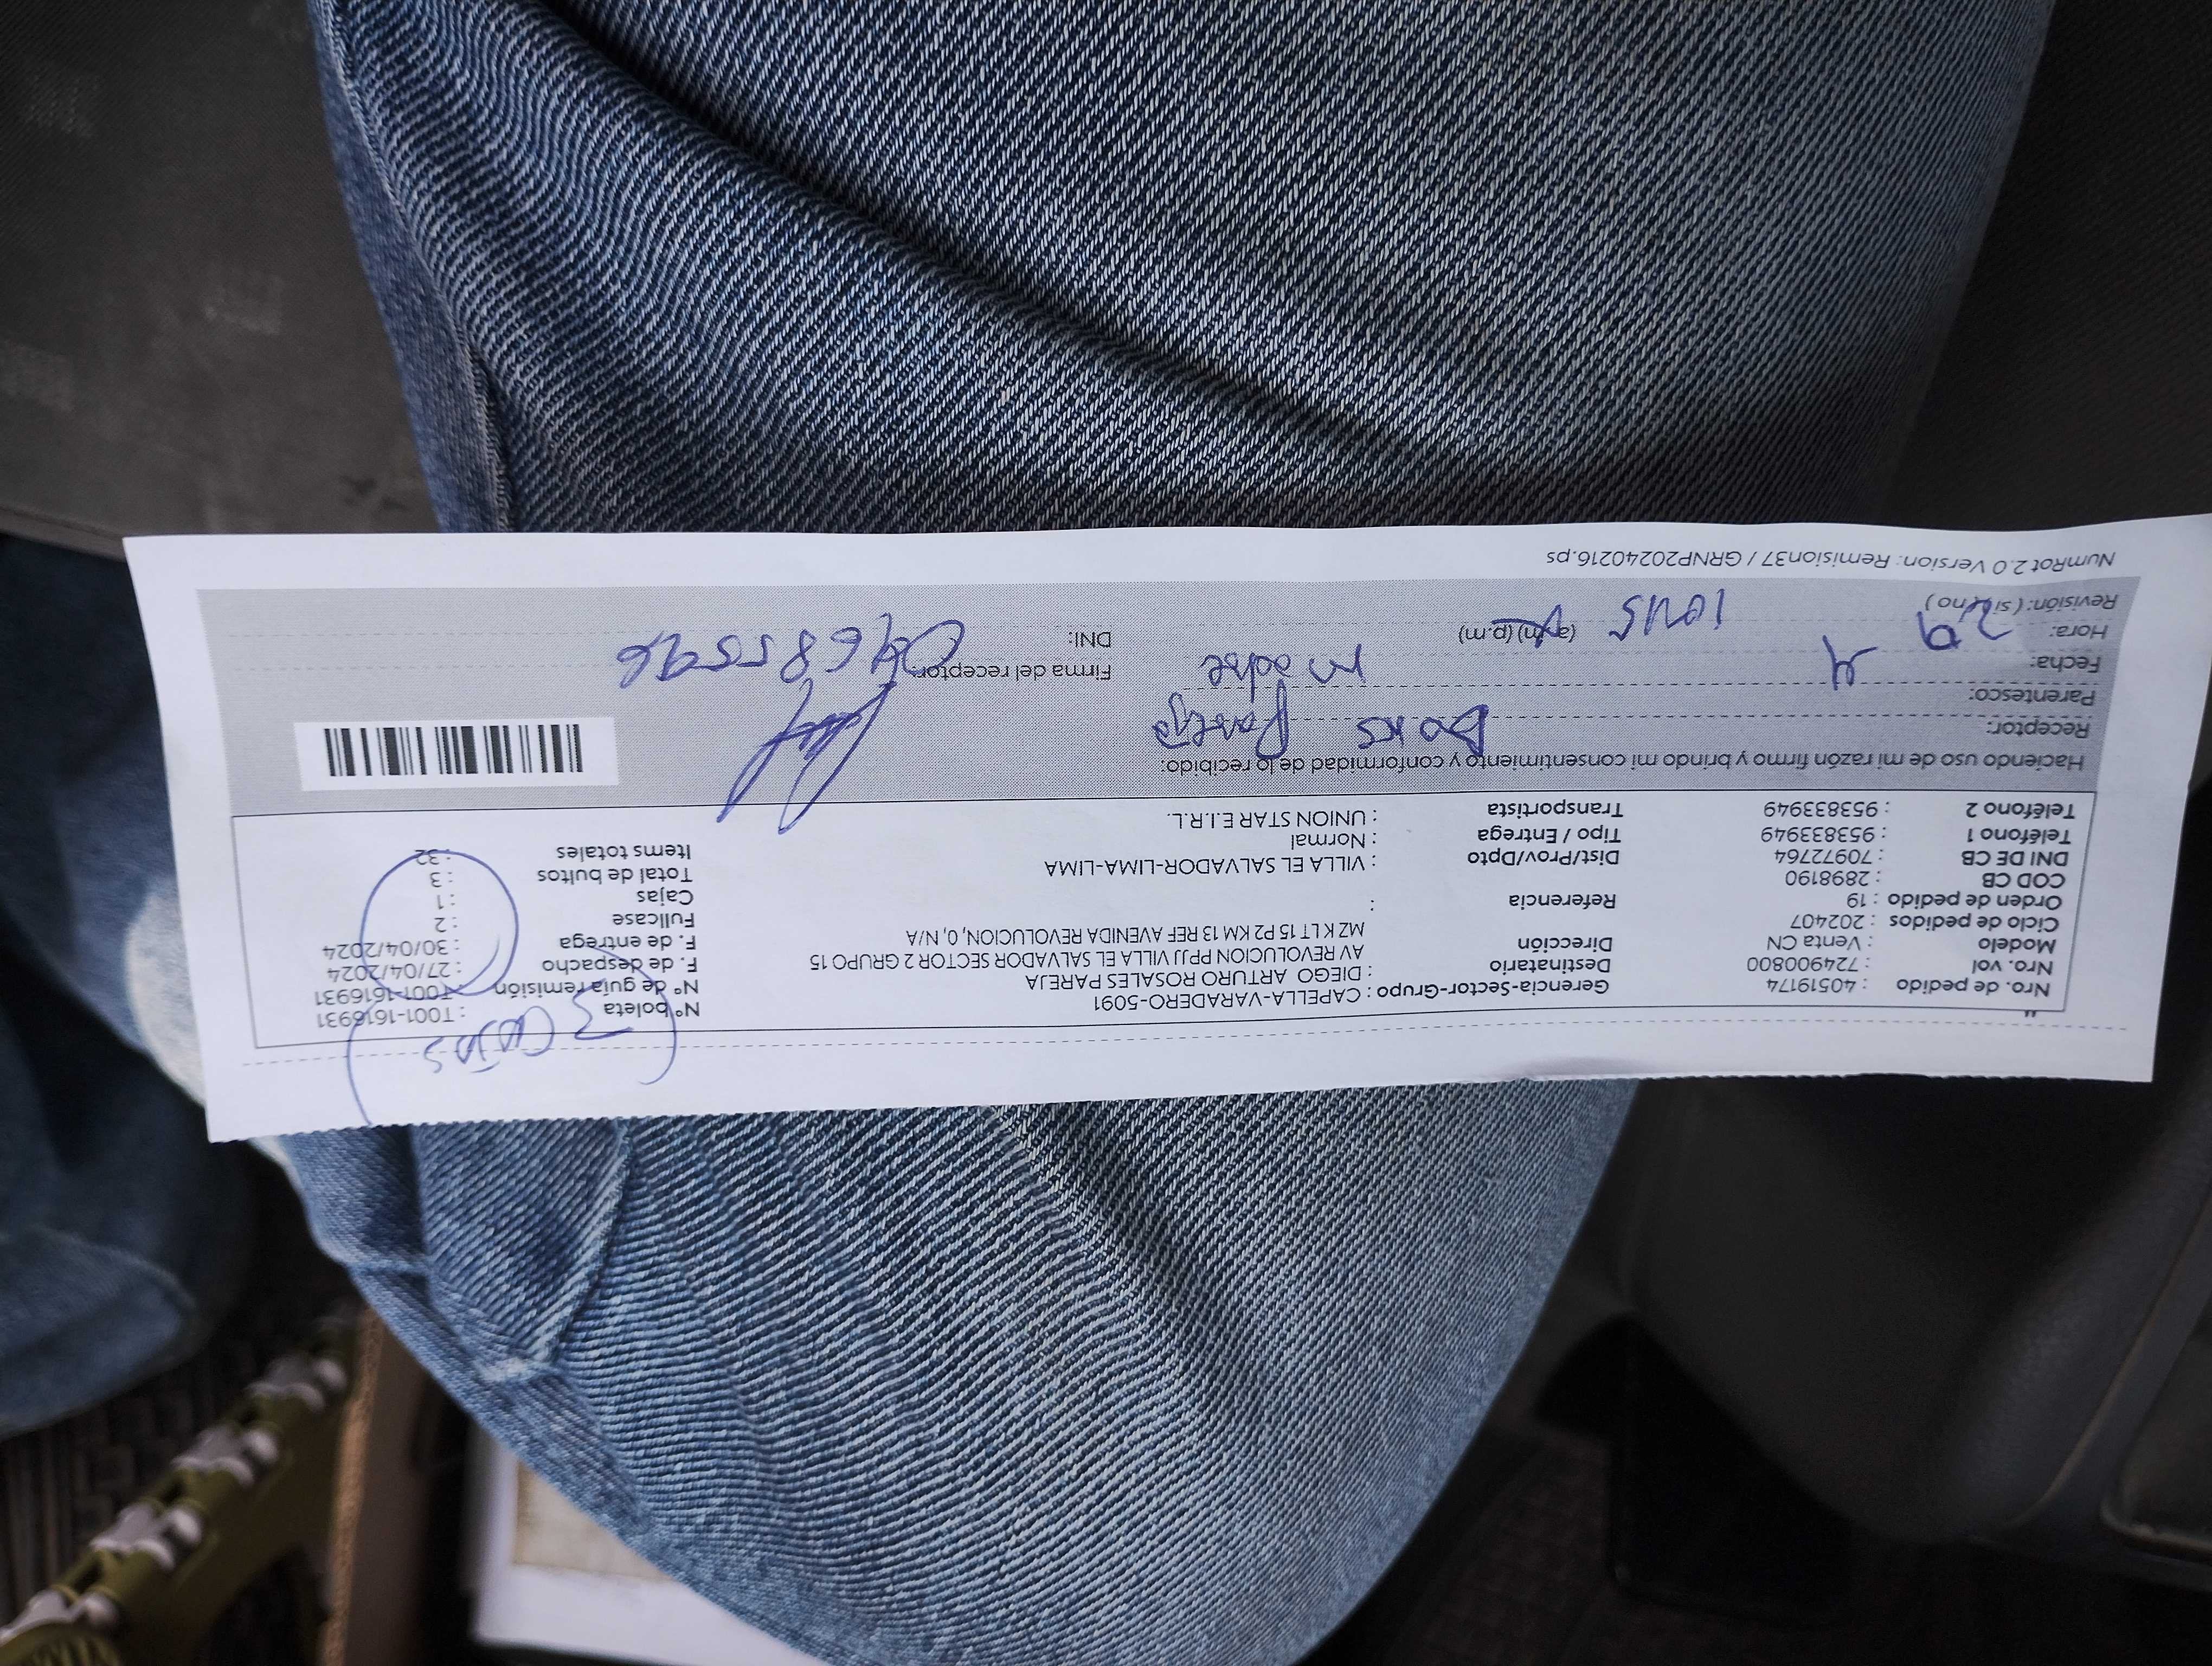 3 CAJAS
Nro. de pedido : 40519174 Gerencia-Sector-Grupo : CAPELLA-VARADERO-5091 N° boleta : T001-1616931
Nro. vol : 724900800 Destinatario : DIEGO ARTURO ROSALES PAREJA N° de guía remisión : T001-1616931
Modelo : Venta CN Dirección AV REVOLUCION PPJJ VILLA EL SALVADOR SECTOR 2 GRUPO 15 F. de despacho : 27/04/2024
Ciclo de pedidos : 202407 MZ K LT 15 P2 KM 13 REF AVENIDA REVOLUCION, 0, N/A F. de entrega : 30/04/2024
Orden de pedido : 19 Referencia : Fullcase : 2
COD CB : 2898190 Cajas : 1
DNI DE CB : 70972764 Dist/Prov/Dpto : VILLA EL SALVADOR-LIMA-LIMA Total de bultos : 3
Teléfono 1 : 953833949 Tipo / Entrega : Normal Items totales : 32
Teléfono 2 : 953833949 Transportista : UNION STAR E.I.R.L.
Haciendo uso de mi razón firmo y brindo mi consentimiento y conformidad de lo recibido:
Receptor: Doris Pareja
Parentesco: madre
Fecha: 29 4 Firma del receptor:
Hora: 1045 (a.m) (p.m) DNI: 09685596
Revisión: (si) (no)
NumRot 2.0 Version: Remision37 / GRNP20240216.ps